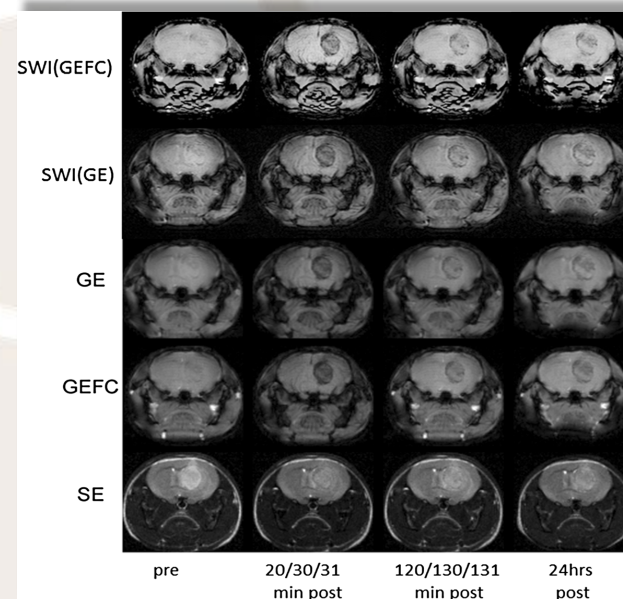 SWI(GEFC)
SWI(GE)
GE
GEFC
SE
pre
20/30/31
min post
120/130/131
min post
24hrs
post